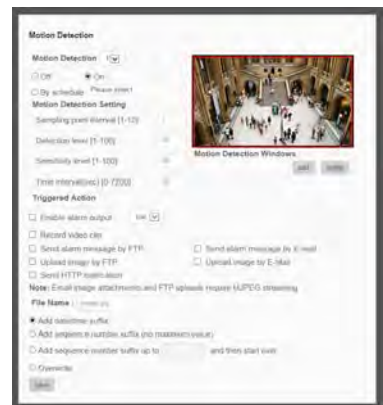 Motion Detection
Motion Detection
Off On
By schedule Please select
Motion Detection Setting
Sampling pixel interval [1-10]
Detection level [1-100]
Sensitivity level [1-100]
Time interval(sec) [0-7200]
Motion Detection Windows
add
Triggered Action
Enable alarm output
Record video clip
Send alarm message by FTP Send alarm message by E-mail
Upload image by FTP Upload image by E-Mail
Send HTTP notification
Note: Email image attachments and FTP uploads require MJPEG streaming
File Name
Add date/time suffix
Add sequence number suffix (no maximum value)
Add sequence number suffix up to and then start over
Overwrite
save